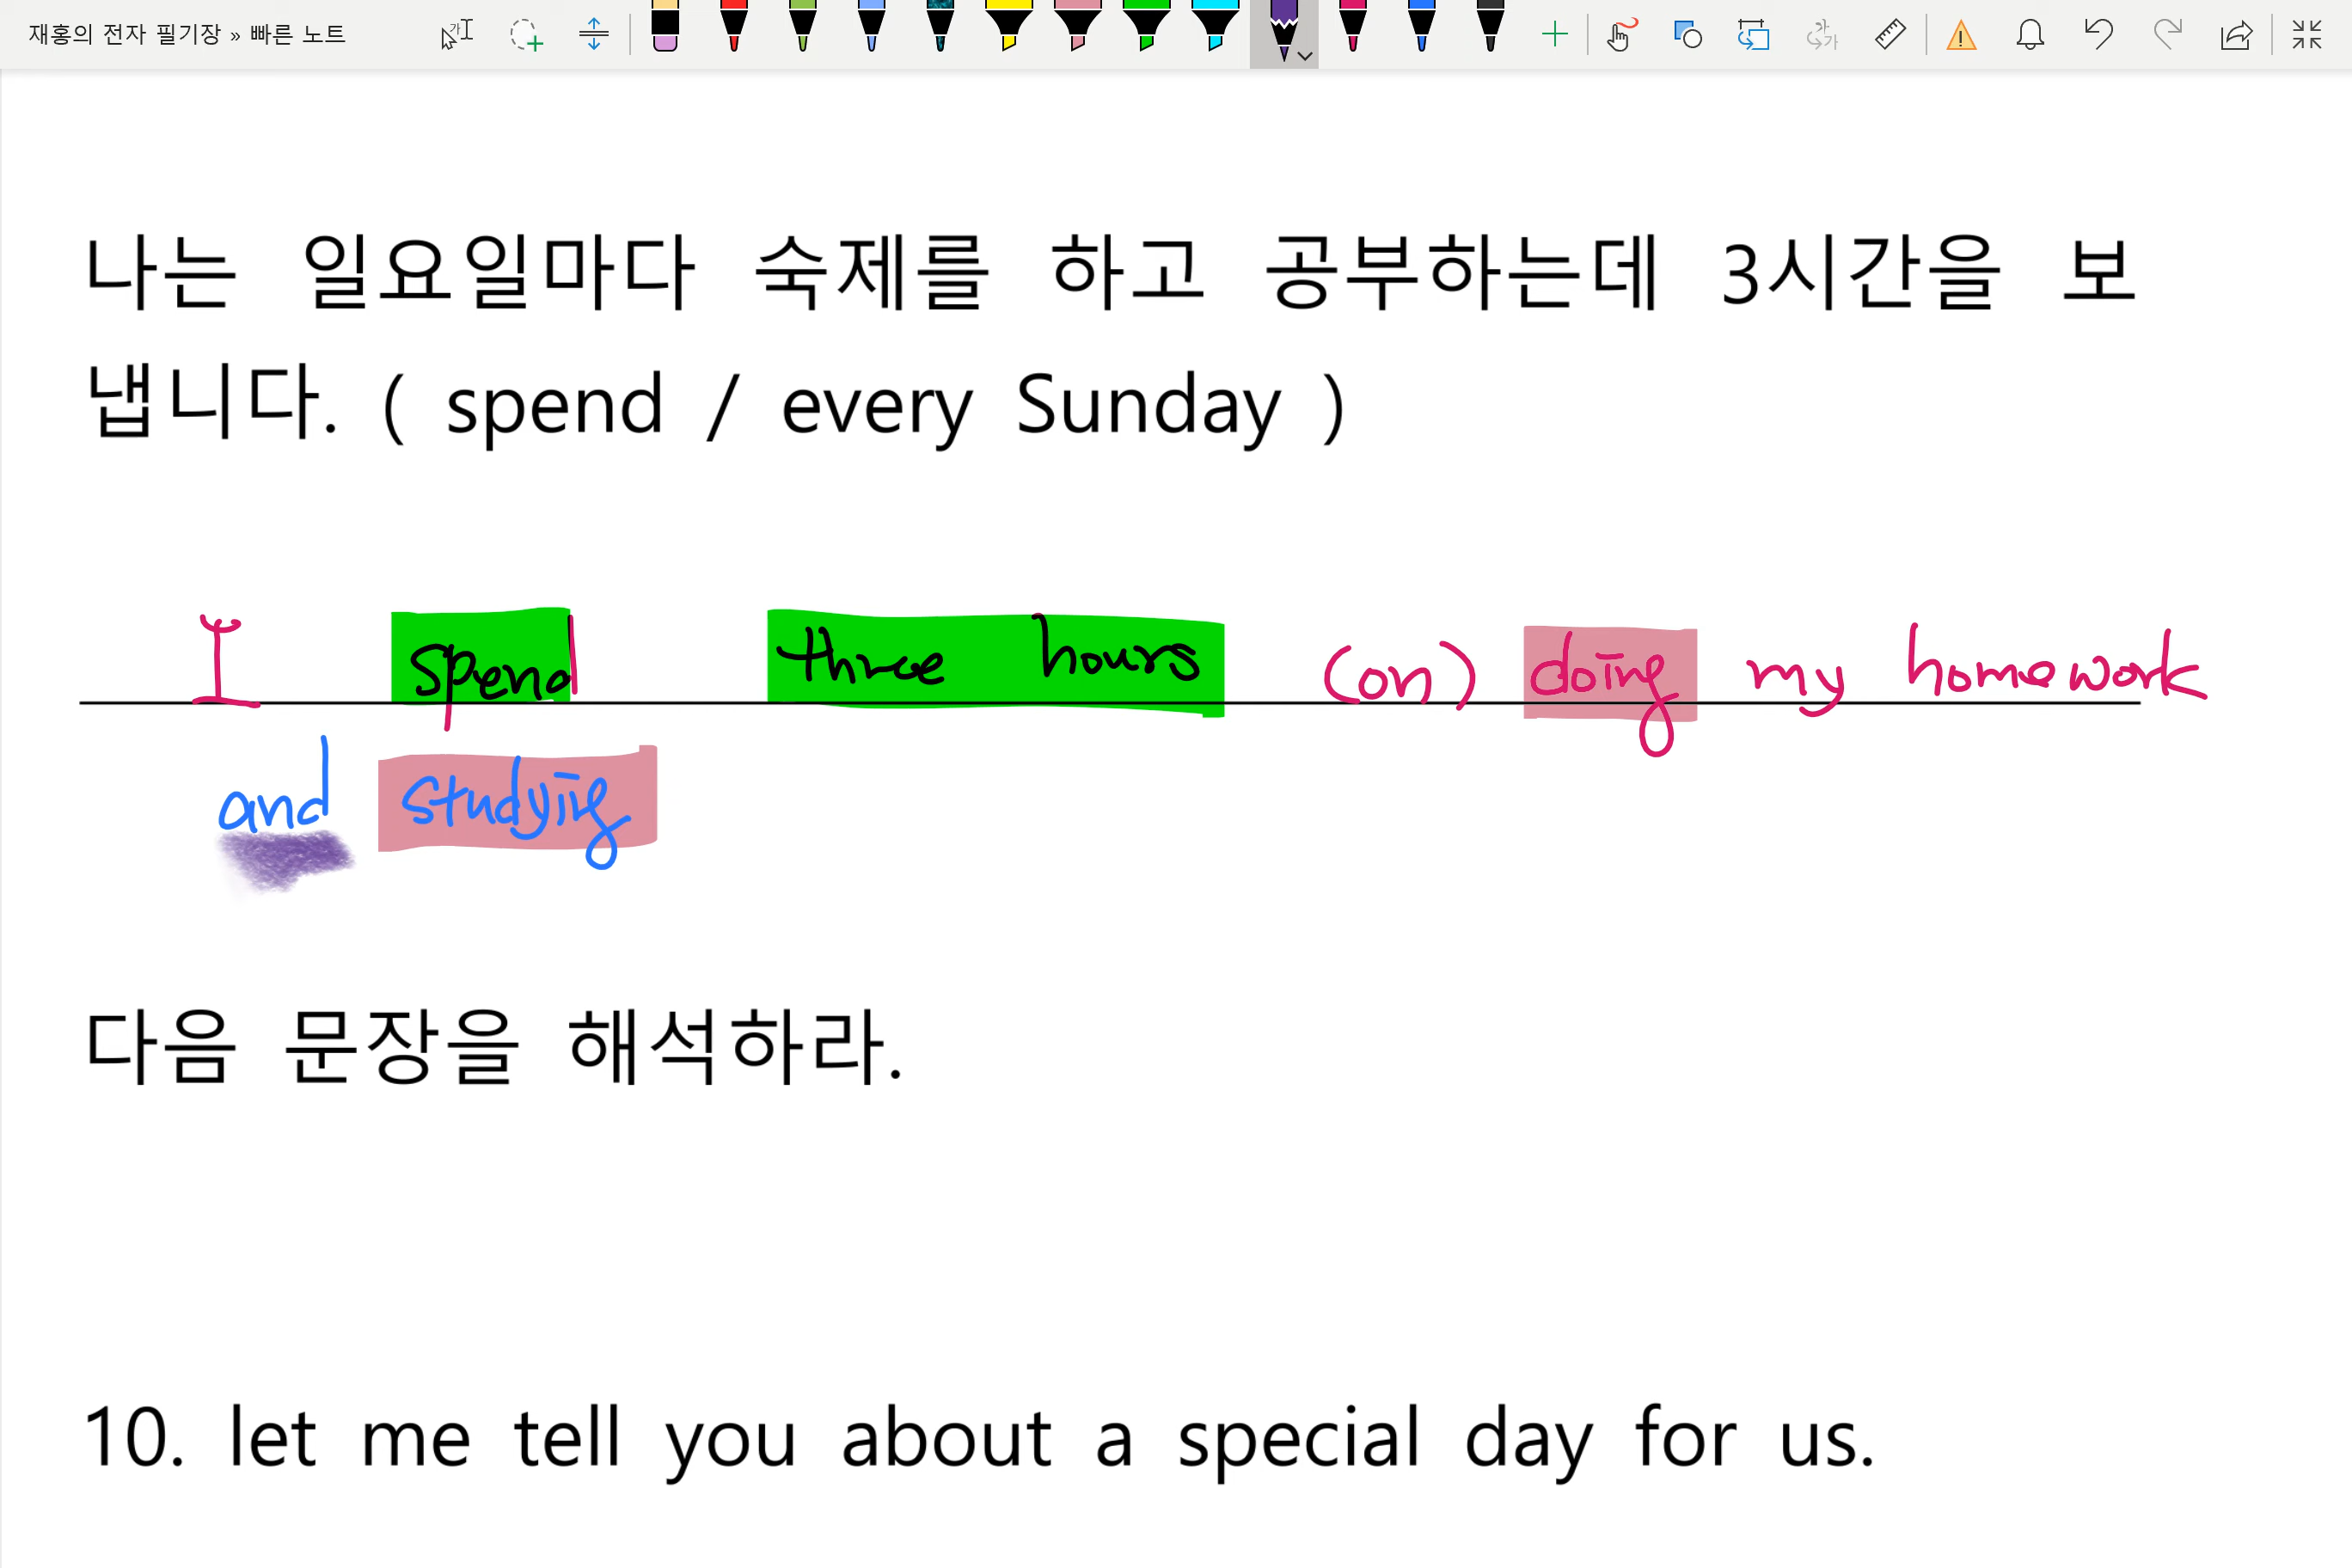 재홍의 전자 필기장 » 빠른 노트
나는 일요일마다 숙제를 하고 공부하는데 3시간을 보
냅니다. ( spend / every Sunday )
I spend three hours (on) doing my homework
and studying
다음 문장을 해석하라.
10. let me tell you about a special day for us.